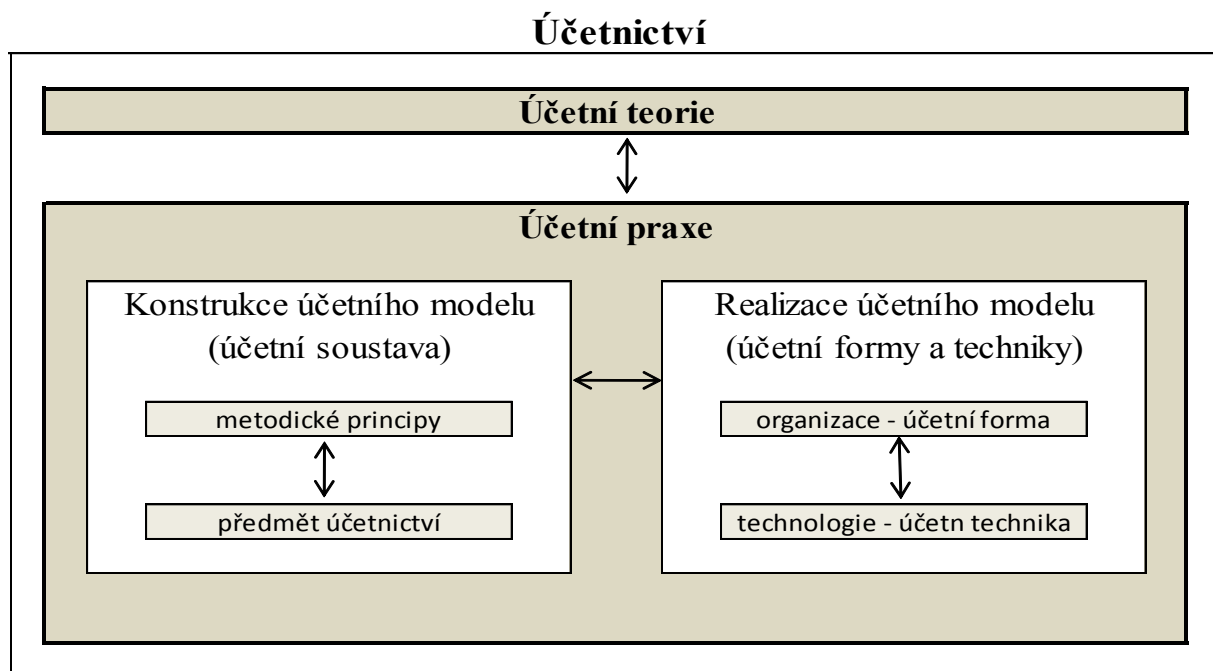 Účetnictví
Účetní teorie
Účetní praxe
Konstrukce účetního modelu
(účetní soustava)
metodické principy
předmět účetnictví
Realizace účetního modelu
(účetní formy a techniky)
organizace - účetní forma
technologie - účetn technika